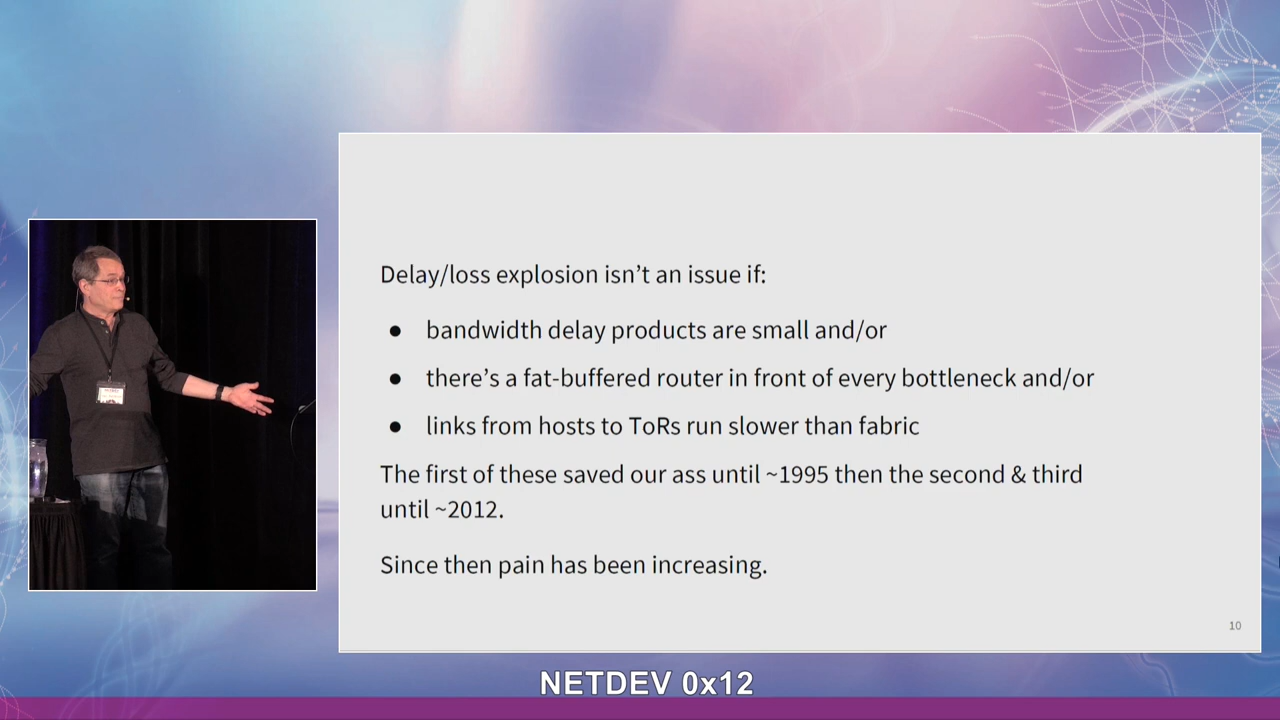 Delay/loss explosion isn't an issue if:
● bandwidth delay products are small and/or
● there's a fat-buffered router in front of every bottleneck and/or
● links from hosts to ToRs run slower than fabric
The first of these saved our ass until ~1995 then the second & third
until ~2012.
Since then pain has been increasing.
10
NETDEV 0x12